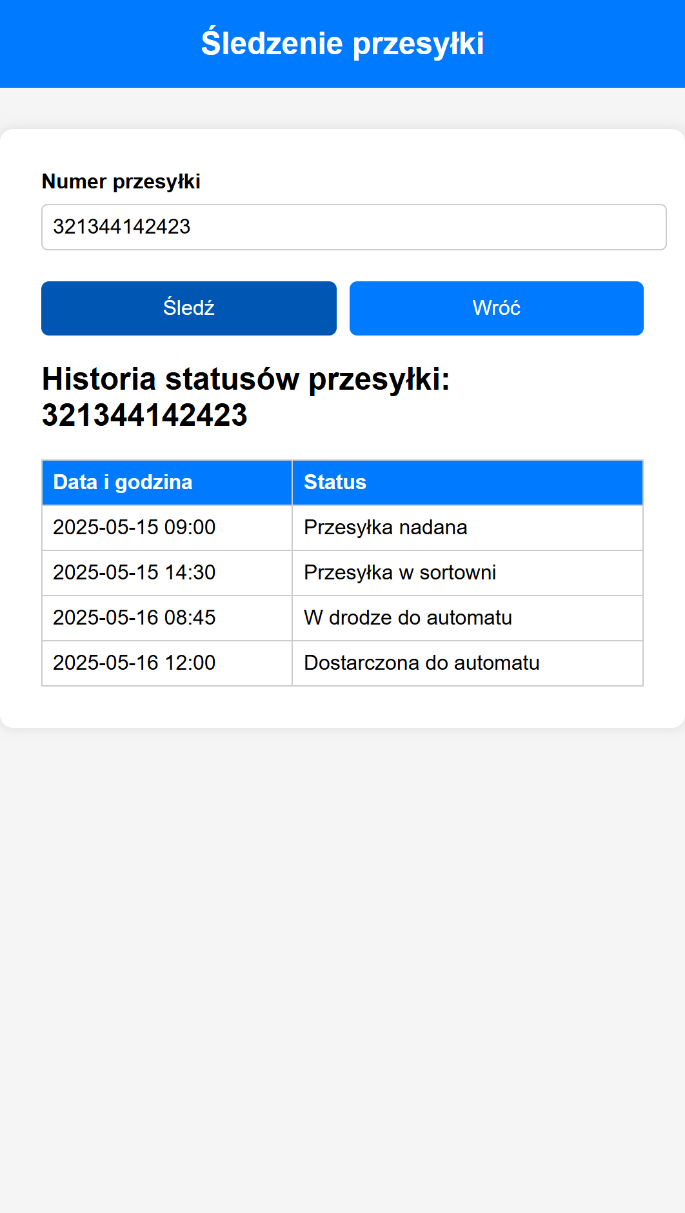 Śledzenie przesyłki
Numer przesyłki
321344142423
Śledź Wróć
Historia statusów przesyłki:
321344142423
Data i godzina Status
2025-05-15 09:00 Przesyłka nadana
2025-05-15 14:30 Przesyłka w sortowni
2025-05-16 08:45 W drodze do automatu
2025-05-16 12:00 Dostarczona do automatu